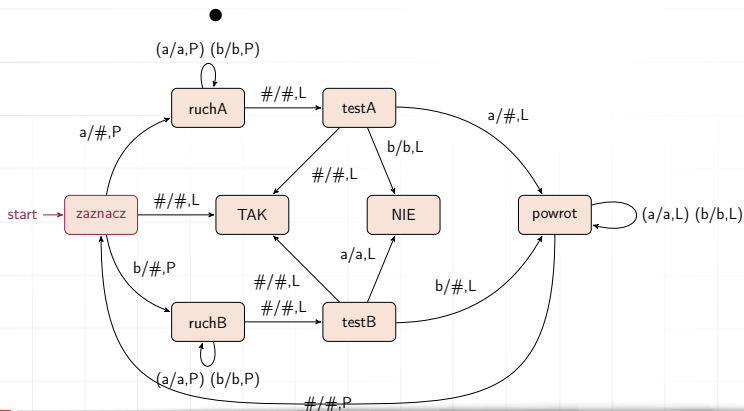 (a/a,P) (b/b,P)
ruchA
#/#,L
testA
a/#,L
a/#,P
b/b,L
#/#,L
start
zaznacz
#/#,L
TAK
NIE
powrot
(a/a,L) (b/b,L)
b/#,P
a/a,L
#/#,L
b/#,L
#/#,L
ruchB
testB
(a/a,P) (b/b,P)
#/#,P